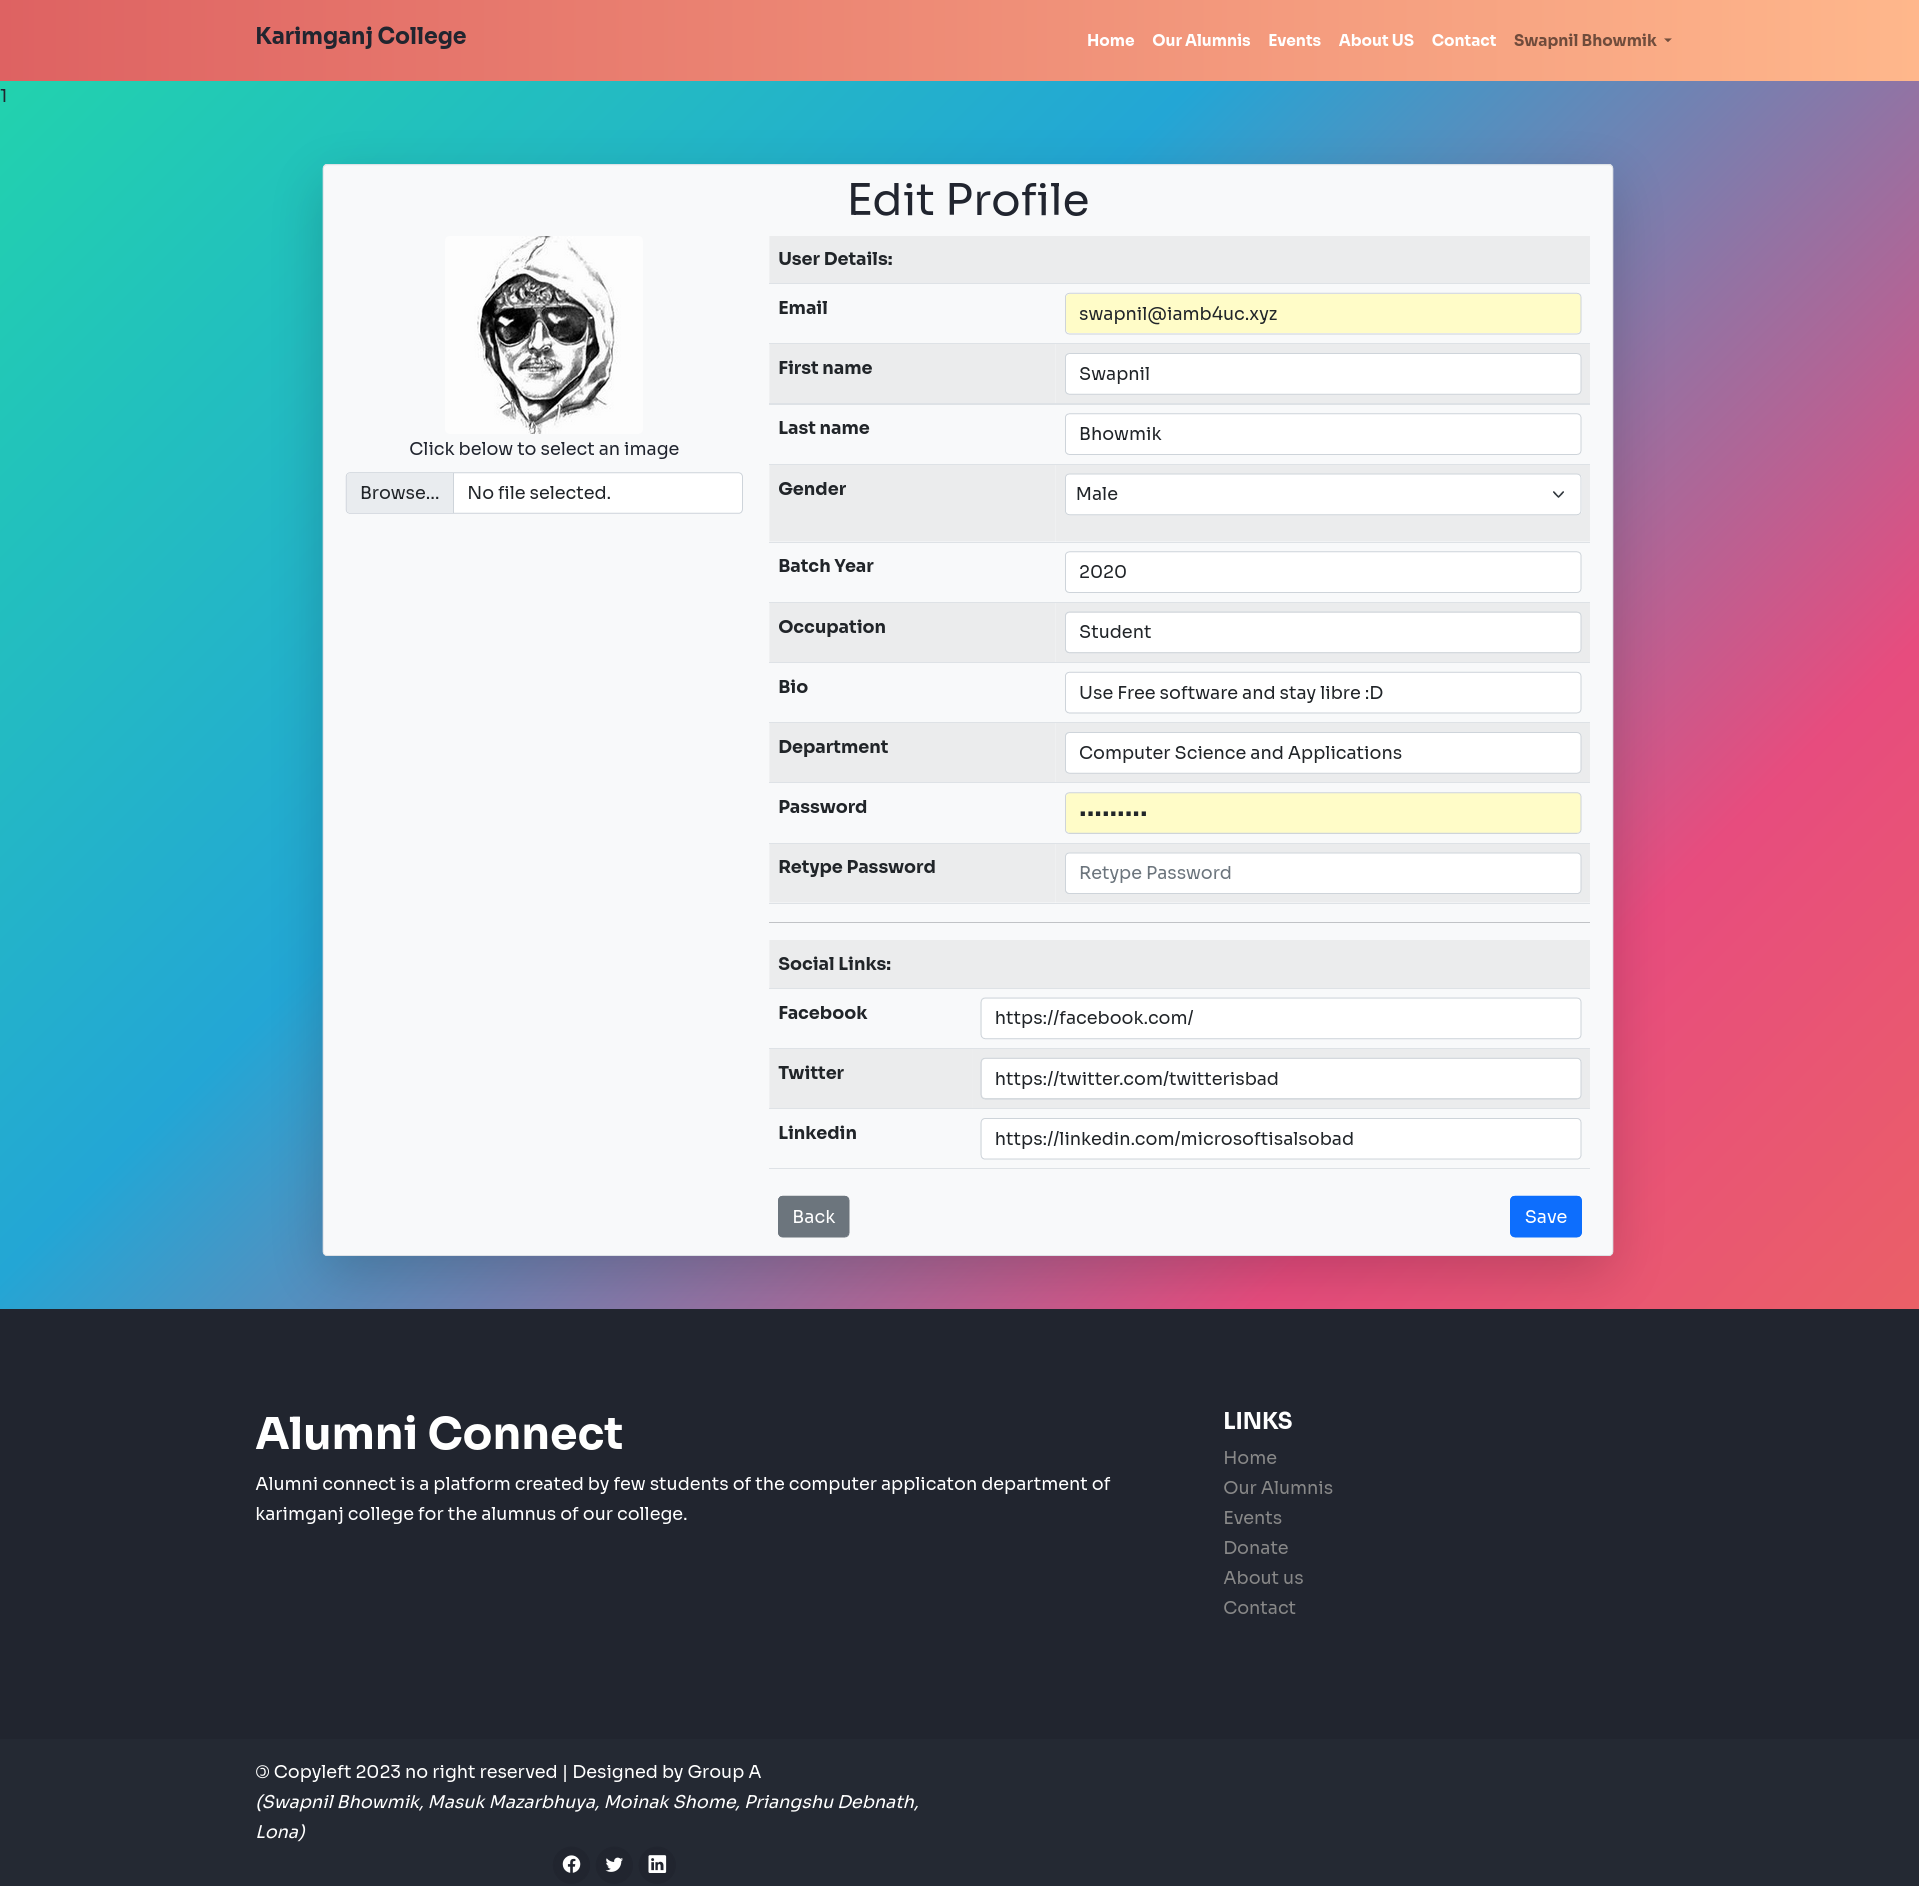 Karimganj College
Home Our Alumnis Events About US Contact Swapnil Bhowmik
1
Edit Profile
Click below to select an image
Browse... No file selected.
User Details:
Email swapnil@iamb4uc.xyz
First name Swapnil
Last name Bhowmik
Gender Male
Batch Year 2020
Occupation Student
Bio Use Free software and stay libre :D
Department Computer Science and Applications
Password •••••••••
Retype Password Retype Password
Social Links:
Facebook https://facebook.com/
Twitter https://twitter.com/twitterisbad
Linkedin https://linkedin.com/microsoftisalsobad
Back Save
Alumni Connect
Alumni connect is a platform created by few students of the computer applicaton department of
karimganj college for the alumnus of our college.
LINKS
Home
Our Alumnis
Events
Donate
About us
Contact
🄯 Copyleft 2023 no right reserved | Designed by Group A
(Swapnil Bhowmik, Masuk Mazarbhuya, Moinak Shome, Priangshu Debnath,
Lona)